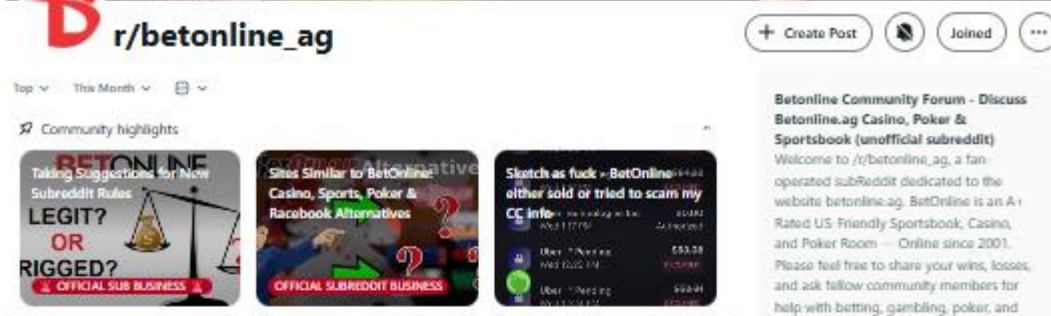 r/betonline_ag
Create Post
Joined
Top
This Month
Community highlights
BETONLINE
LEGIT?
OR
RIGGED?
Taking Suggestions for New
Subreddit Rules
OFFICIAL SUB BUSINESS
Alternative
Sites Similar to BetOnline:
Casino, Sports, Poker &
Racebook Alternatives
OFFICIAL SUBREDDIT BUSINESS
Sketch as fuck - BetOnline
either sold or tried to scam my
CC info
Authorized
Uber * Pending
Uber * Pending
Betonline Community Forum - Discuss
Betonline.ag Casino, Poker &
Sportsbook (unofficial subreddit)
Welcome to /r/betonline_ag, a fan-
operated subReddit dedicated to the
website betonline.ag. BetOnline is an A+
Rated US Friendly Sportsbook, Casino,
and Poker Room — Online since 2001.
Please feel free to share your wins, losses,
and ask fellow community members for
help with betting, gambling, poker, and